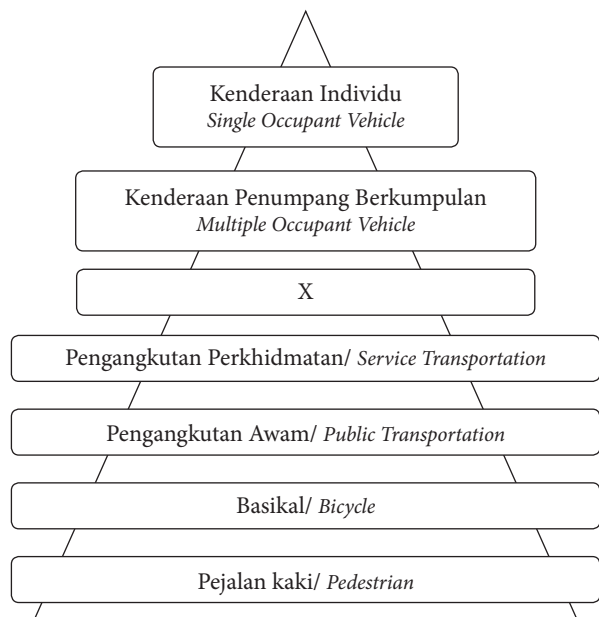 Kenderaan Individu
Single Occupant Vehicle
Kenderaan Penumpang Berkumpulan
Multiple Occupant Vehicle
X
Pengangkutan Perkhidmatan/ Service Transportation
Pengangkutan Awam/ Public Transportation
Basikal/ Bicycle
Pejalan kaki/ Pedestrian